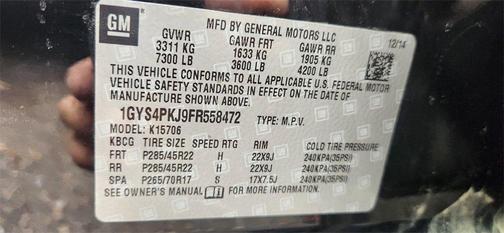 GM
MFD BY GENERAL MOTORS LLC
12/14
GVWR GAWR FRT GAWR RR
3311 KG 1633 KG 1905 KG
7300 LB 3600 LB 4200 LB
THIS VEHICLE CONFORMS TO ALL APPLICABLE U.S. FEDERAL MOTOR
VEHICLE SAFETY STANDARDS IN EFFECT ON THE DATE OF
MANUFACTURE SHOWN ABOVE.
1GYS4PKJ9FR558472 TYPE: M.P.V.
MODEL: K15706
KBCG TIRE SIZE SPEED RTG RIM COLD TIRE PRESSURE
FRT P285/45R22 H 22X9J 240KPA(35PSI)
RR P285/45R22 H 22X9J 240KPA(35PSI)
SPA P265/70R17 S 17X7.5J 240KPA(35PSI)
SEE OWNER'S MANUAL FOR MORE INFORMATION.